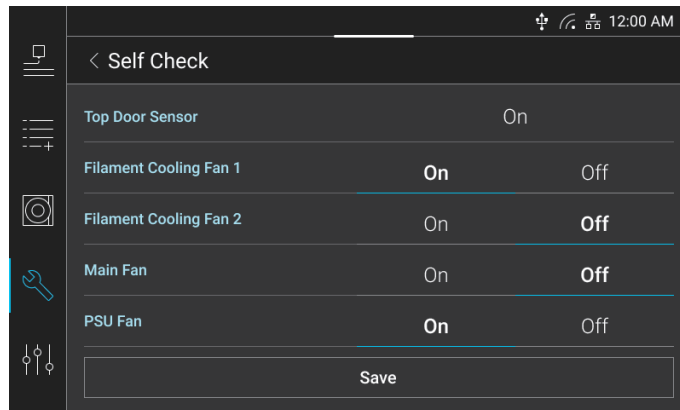 12:00 AM
< Self Check
Top Door Sensor On
Filament Cooling Fan 1 On Off
Filament Cooling Fan 2 On Off
Main Fan On Off
PSU Fan On Off
Save